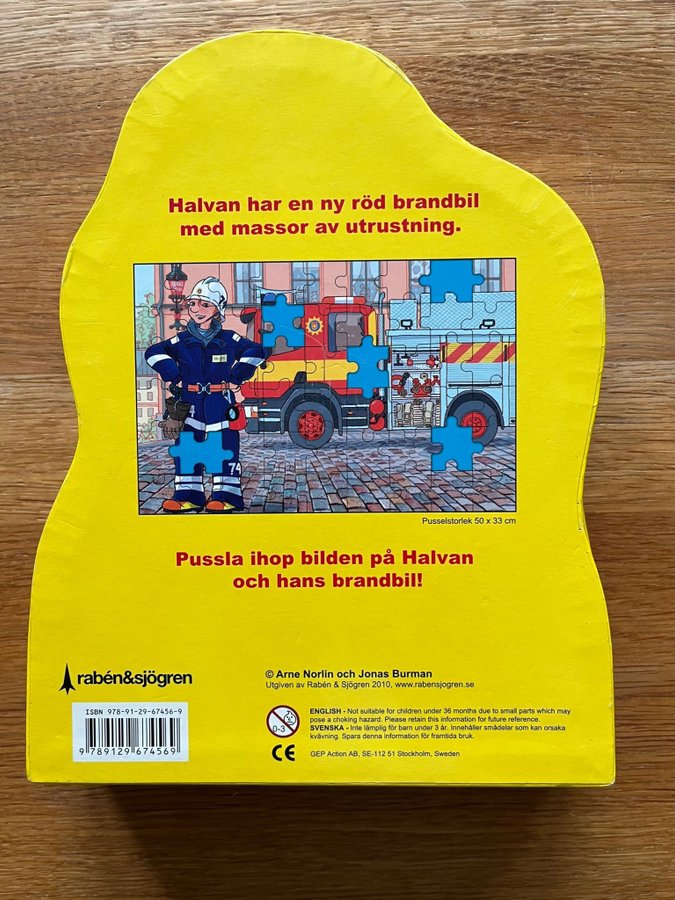 Halvan har en ny röd brandbil
med massor av utrustning.
74
Pusselstorlek 50 x 33 cm
Pussla ihop bilden på Halvan
och hans brandbil!
rabén&sjögren
© Arne Norlin och Jonas Burman
Utgiven av Rabén & Sjögren 2010, www.rabensjogren.se
ISBN 978-91-29-67456-9
9 789129 674569
0-3
ENGLISH - Not suitable for children under 36 months due to small parts which may
pose a choking hazard. Please retain this information for future reference.
SVENSKA - Inte lämplig för barn under 3 år. Innehåller smådelar som kan orsaka
kvävning. Spara denna information för framtida bruk.
CE
GEP Action AB, SE-112 51 Stockholm, Sweden